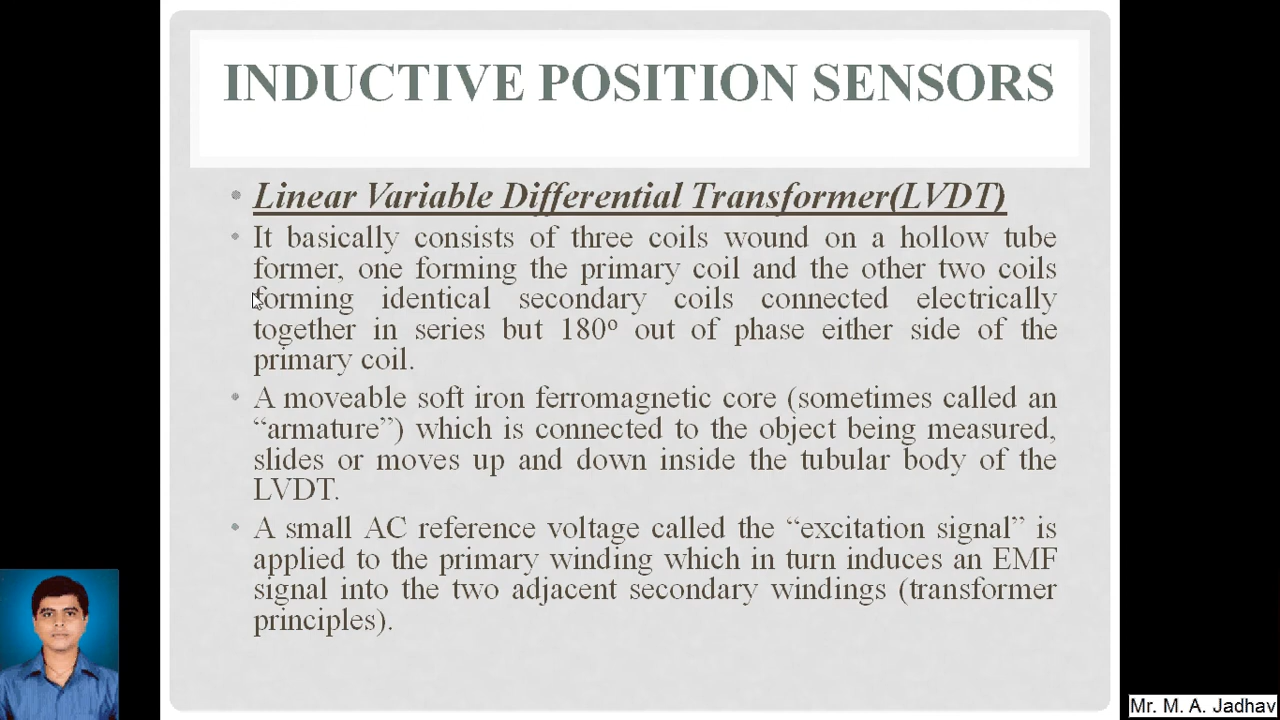 INDUCTIVE POSITION SENSORS
• Linear Variable Differential Transformer(LVDT)
• It basically consists of three coils wound on a hollow tube
former, one forming the primary coil and the other two coils
forming identical secondary coils connected electrically
together in series but 180º out of phase either side of the
primary coil.
• A moveable soft iron ferromagnetic core (sometimes called an
“armature”) which is connected to the object being measured,
slides or moves up and down inside the tubular body of the
LVDT.
• A small AC reference voltage called the “excitation signal” is
applied to the primary winding which in turn induces an EMF
signal into the two adjacent secondary windings (transformer
principles).
Mr. M. A. Jadhav